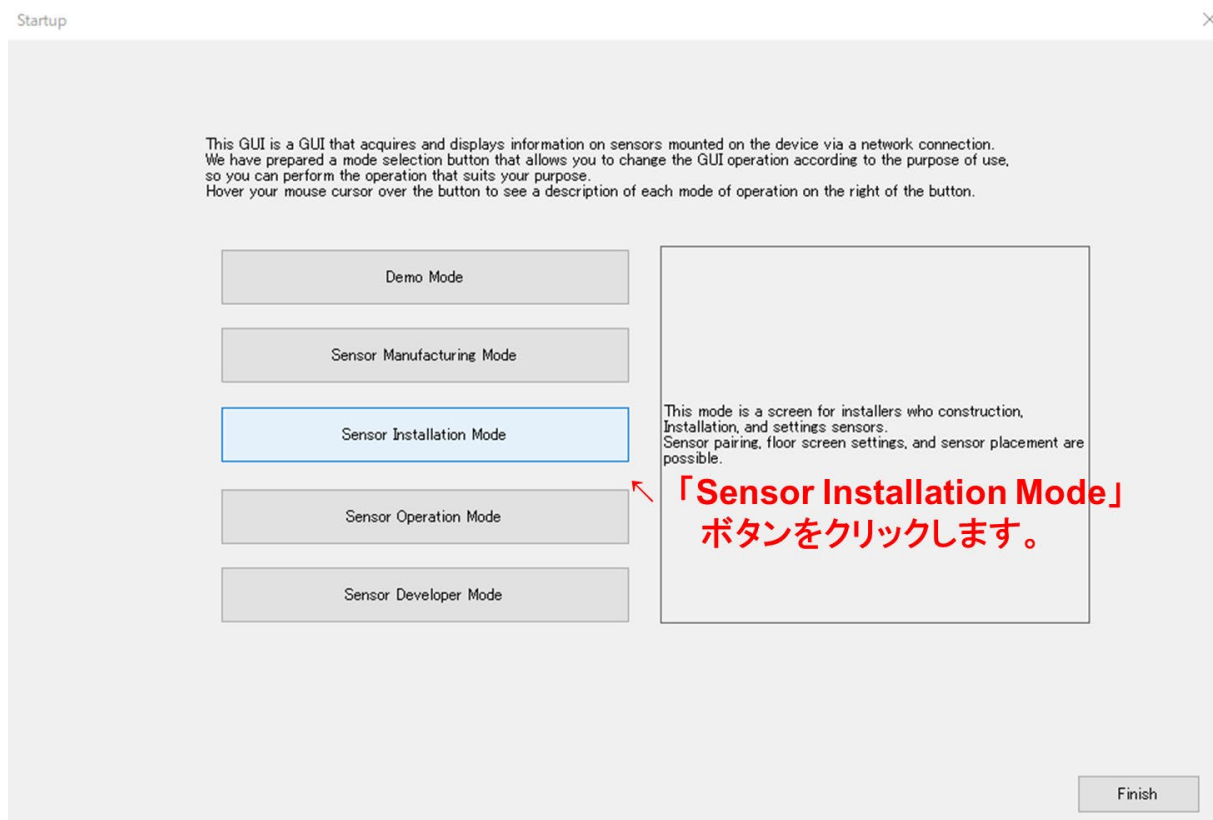 Startup
This GUI is a GUI that acquires and displays information on sensors mounted on the device via a network connection.
We have prepared a mode selection button that allows you to change the GUI operation according to the purpose of use,
so you can perform the operation that suits your purpose.
Hover your mouse cursor over the button to see a description of each mode of operation on the right of the button.
Demo Mode
Sensor Manufacturing Mode
Sensor Installation Mode
Sensor Operation Mode
Sensor Developer Mode
This mode is a screen for installers who construction,
Installation, and settings sensors.
Sensor pairing, floor screen settings, and sensor placement are
possible.
↖「Sensor Installation Mode」
ボタンをクリックします。
Finish